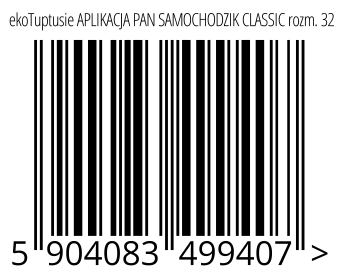 ekoTuptusie APLIKACJA PAN SAMOCHODZIK CLASSIC rozm. 32
5 904083 499407 >